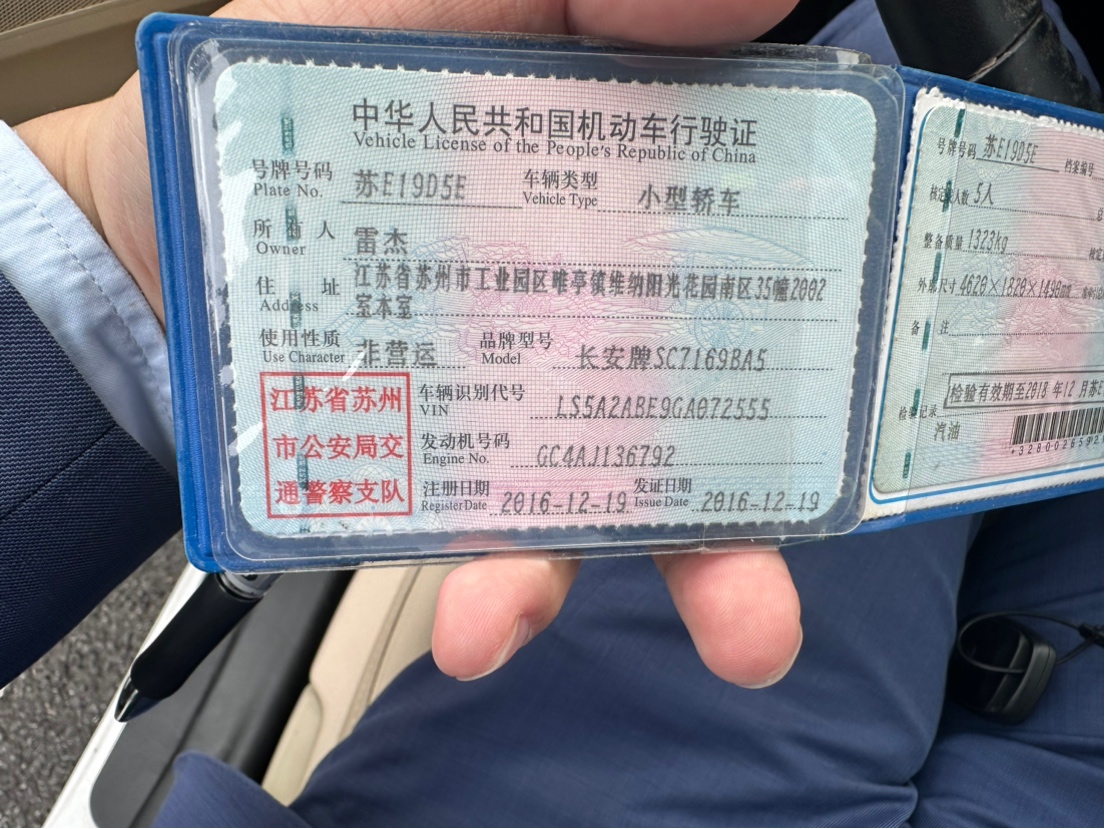 中华人民共和国机动车行驶证
Vehicle License of the People's Republic of China
号牌号码 苏E19D5E 车辆类型 小型轿车
Plate No. Vehicle Type
所有人 雷杰
Owner
住址 江苏省苏州市工业园区唯亭镇维纳阳光花园南区35幢2002
Address 室本室
使用性质 非营运 品牌型号 长安牌SC7169BA5
Use Character Model
江苏省苏州
市公安局交
通警察支队
车辆识别代号 LS5A2ABE9GA072555
VIN
发动机号码 GC4AJ136792
Engine No.
注册日期 2016-12-19 发证日期 2016-12-19
Register Date Issue Date
号牌号码 苏E19D5E 档案编号
核定载人数 5人
整备质量 1323kg
外廓尺寸 4620×1820×1490mm
备注
检验有效期至2018年12月苏E
检验记录
汽油